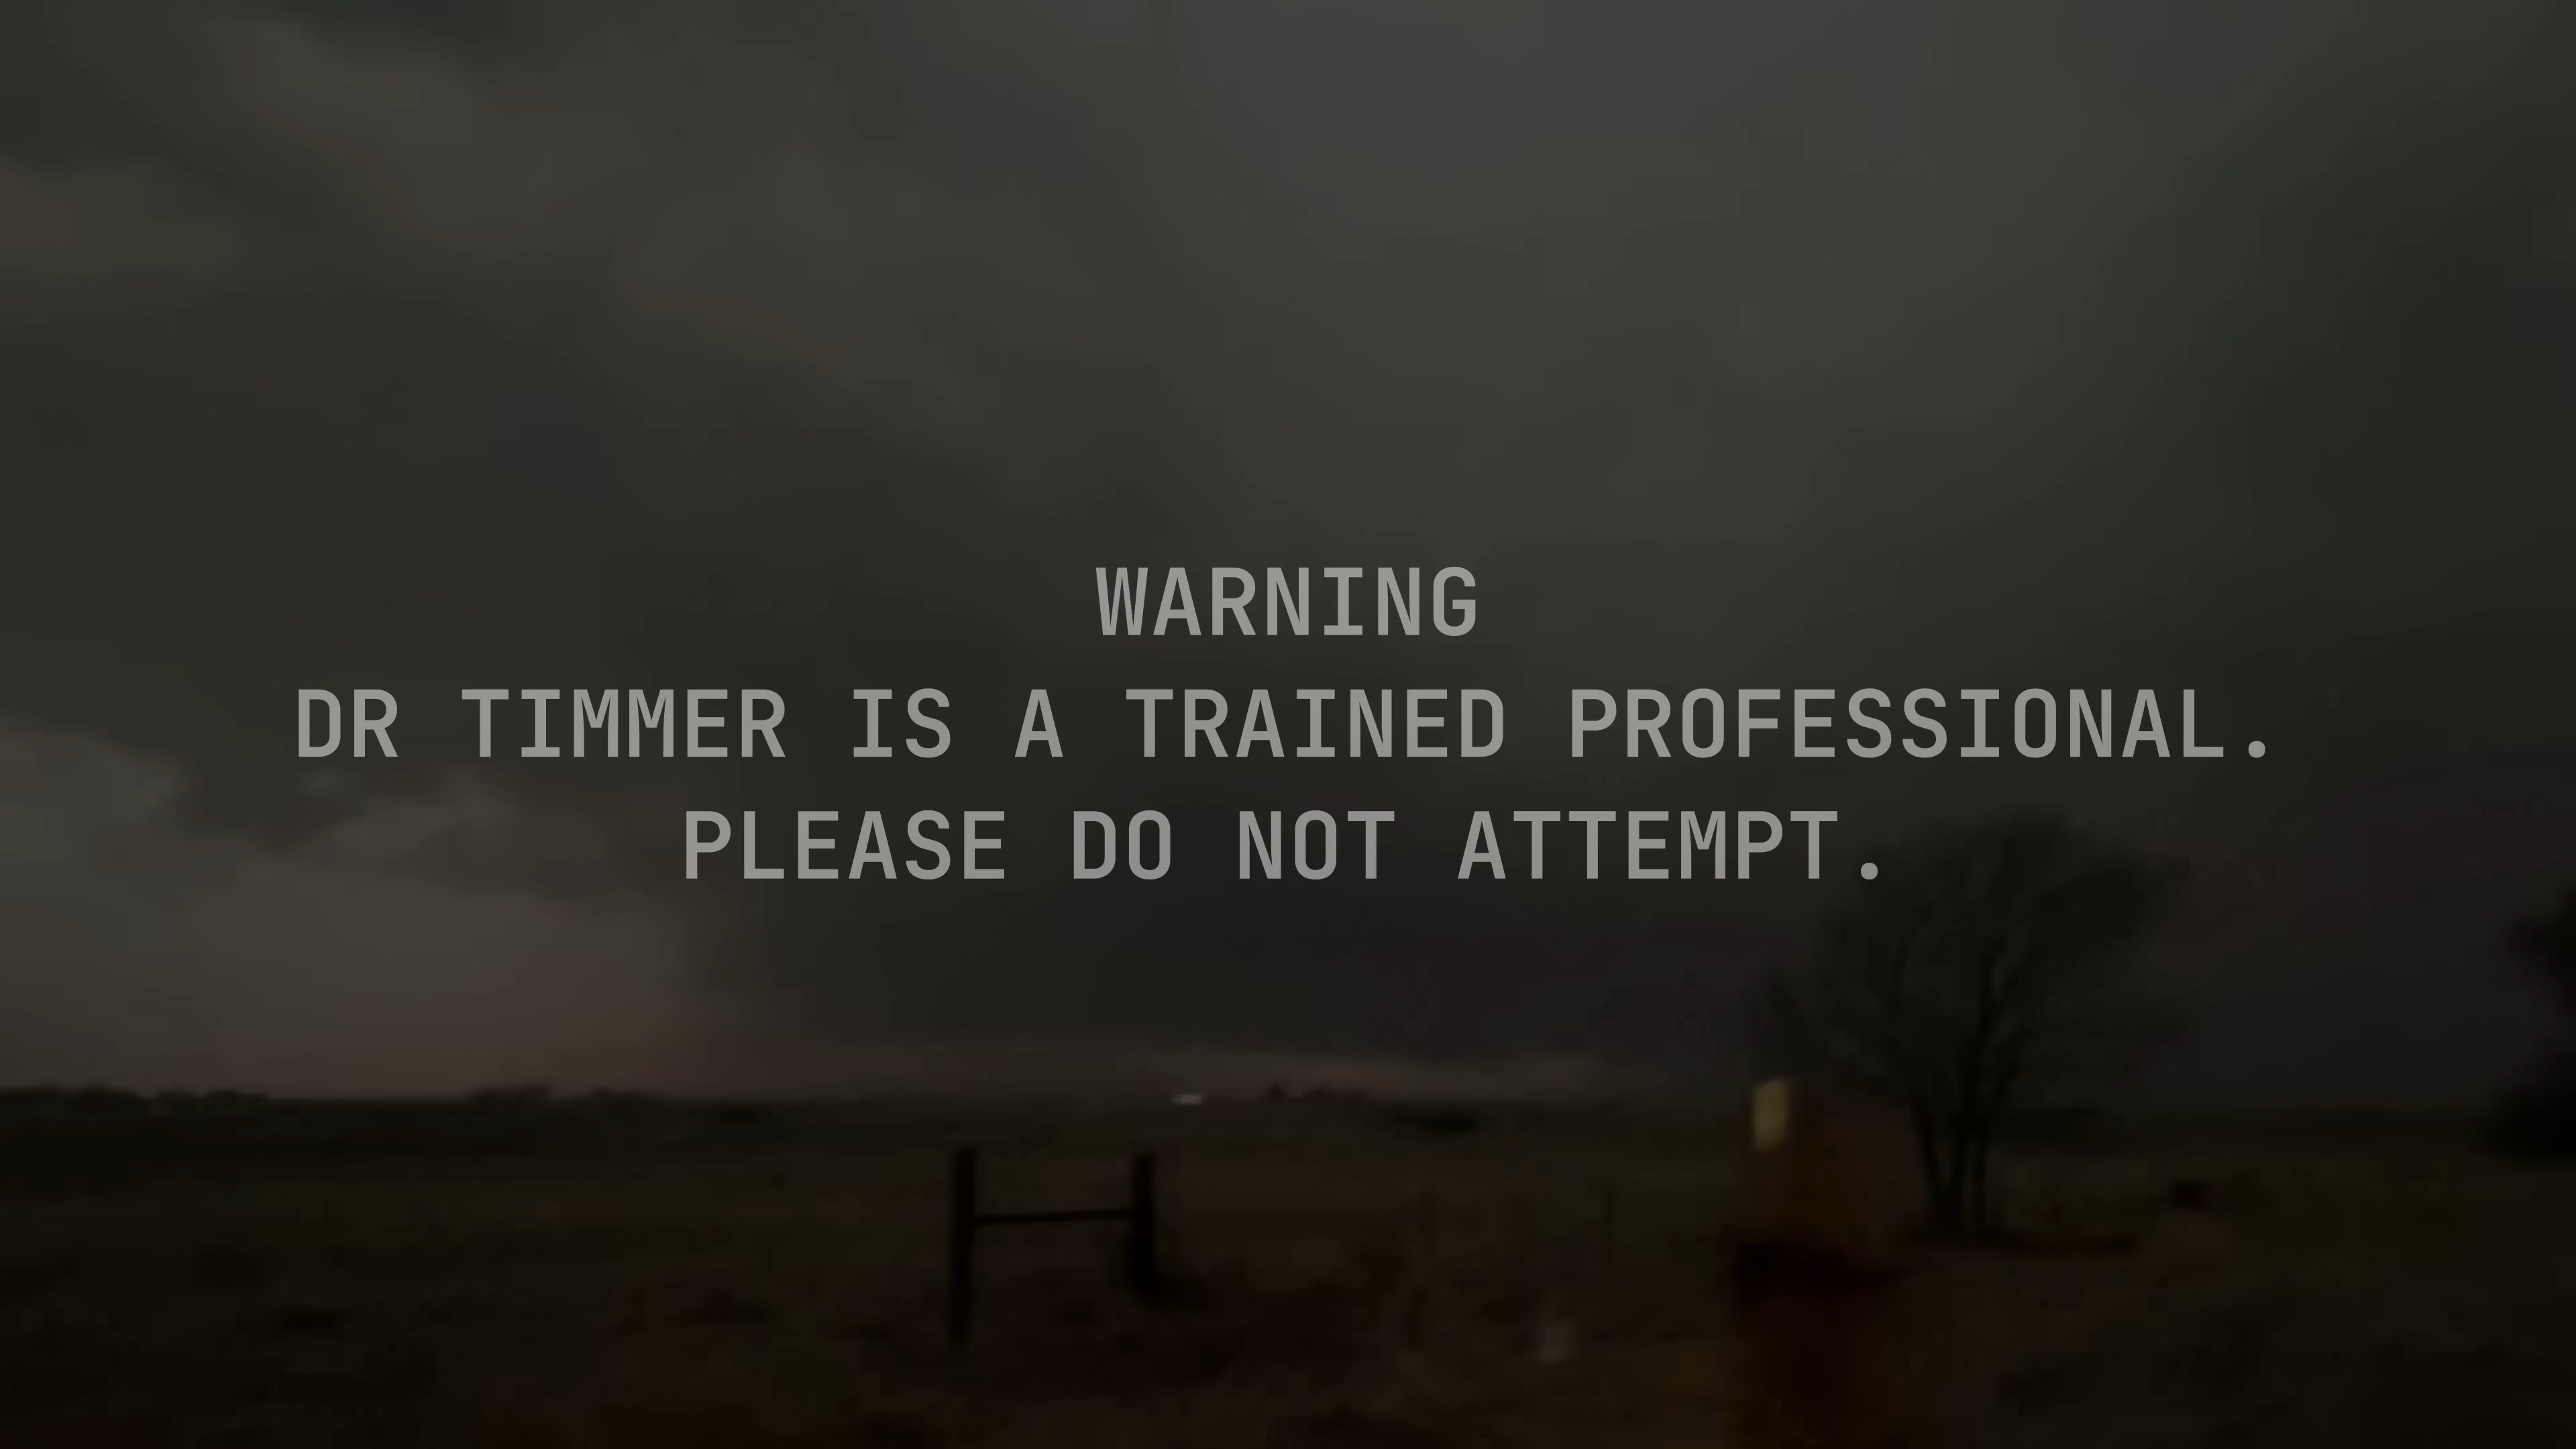 WARNING
DR TIMMER IS A TRAINED PROFESSIONAL.
PLEASE DO NOT ATTEMPT.